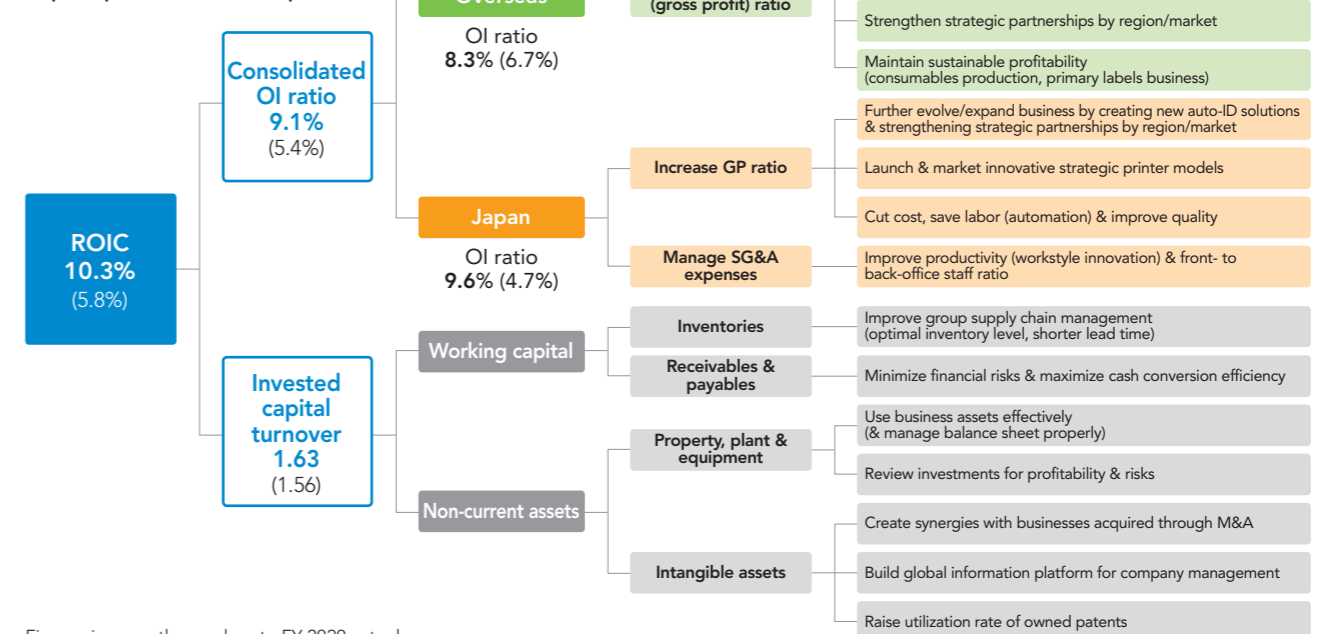 Overseas
(gross profit) ratio
Strengthen strategic partnerships by region/market
OI ratio
8.3% (6.7%)
Maintain sustainable profitability
(consumables production, primary labels business)
Consolidated
OI ratio
9.1%
(5.4%)
Further evolve/expand business by creating new auto-ID solutions
& strengthening strategic partnerships by region/market
Increase GP ratio
Launch & market innovative strategic printer models
Japan
Cut cost, save labor (automation) & improve quality
ROIC
10.3%
(5.8%)
OI ratio
9.6% (4.7%)
Manage SG&A
expenses
Improve productivity (workstyle innovation) & front- to
back-office staff ratio
Inventories
Improve group supply chain management
(optimal inventory level, shorter lead time)
Working capital
Receivables &
payables
Minimize financial risks & maximize cash conversion efficiency
Invested
capital
turnover
1.63
(1.56)
Property, plant &
equipment
Use business assets effectively
(& manage balance sheet properly)
Review investments for profitability & risks
Non-current assets
Create synergies with businesses acquired through M&A
Intangible assets
Build global information platform for company management
Raise utilization rate of owned patents